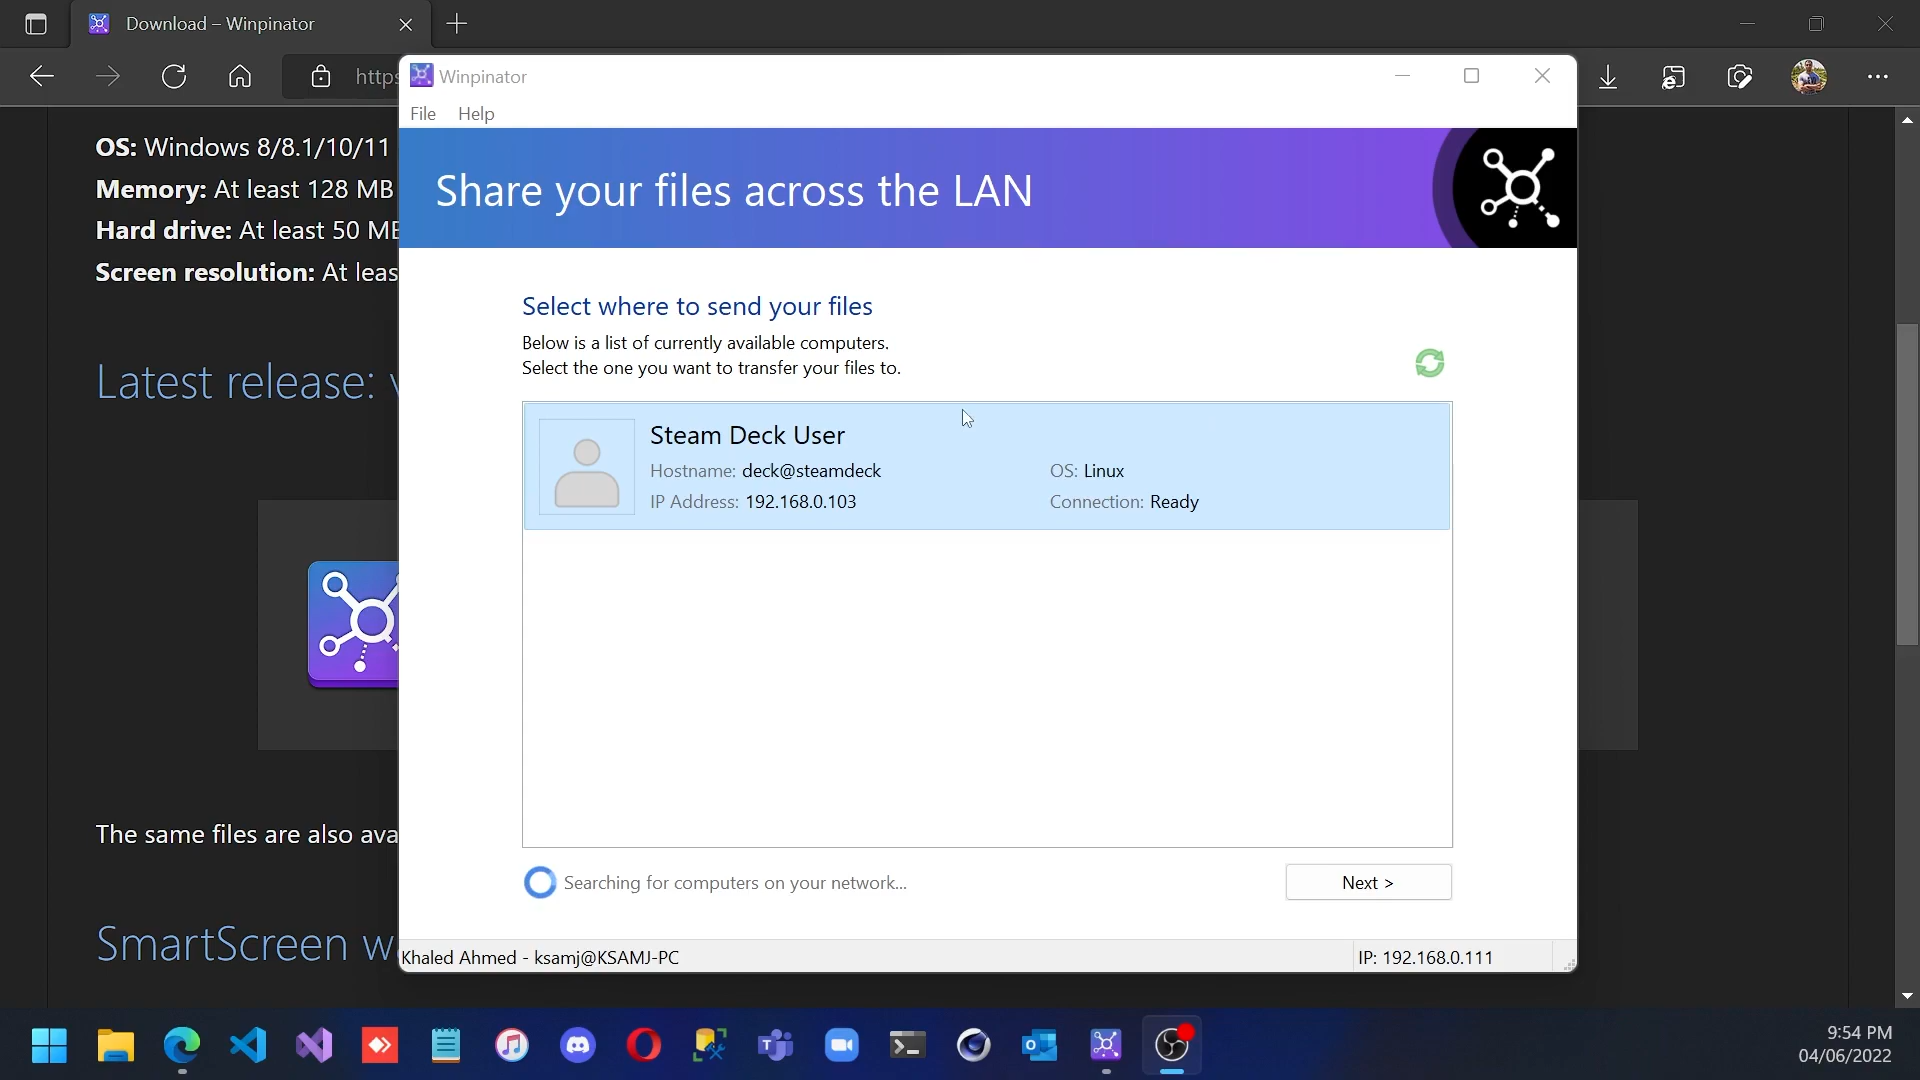 Download – Winpinator
https
Winpinator
File Help
OS: Windows 8/8.1/10/11
Memory: At least 128 MB
Hard drive: At least 50 MB
Screen resolution: At leas
Share your files across the LAN
Latest release: v
Select where to send your files
Below is a list of currently available computers.
Select the one you want to transfer your files to.
Steam Deck User
Hostname: deck@steamdeck
OS: Linux
IP Address: 192.168.0.103
Connection: Ready
The same files are also ava
Searching for computers on your network...
Next >
SmartScreen w
Khaled Ahmed - ksamj@KSAMJ-PC
IP: 192.168.0.111
9:54 PM
04/06/2022